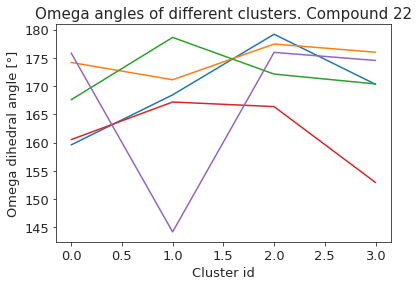 Omega angles of different clusters. Compound 22
Omega dihedral angle [°]
180
175
170
165
160
155
150
145
0.0 0.5 1.0 1.5 2.0 2.5 3.0
Cluster id